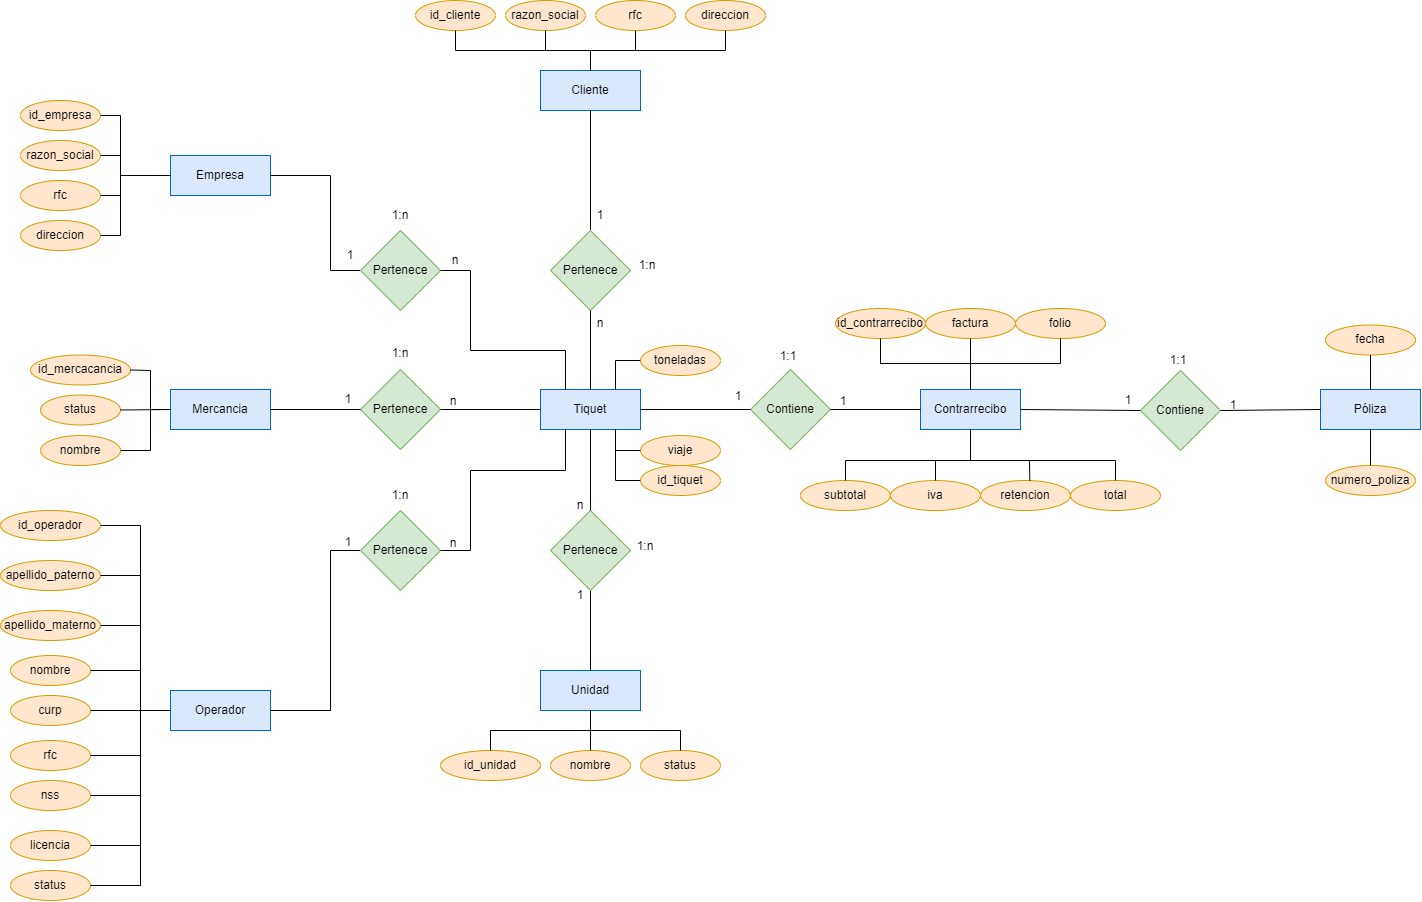 id_cliente
razon_social
rfc
direccion
Cliente
id_empresa
razon_social
rfc
direccion
Empresa
1:n
1
Pertenece
n
1
Pertenece
1:n
n
id_mercacancia
status
nombre
Mercancia
1:n
1
Pertenece
n
Tiquet
toneladas
viaje
id_tiquet
1:1
1
Contiene
1
id_contrarrecibo
factura
folio
Contrarrecibo
subtotal
iva
retencion
total
1:1
1
Contiene
1
fecha
Póliza
numero_poliza
id_operador
apellido_paterno
apellido_materno
nombre
curp
rfc
nss
licencia
status
Operador
1:n
1
Pertenece
n
n
Pertenece
1:n
1
Unidad
id_unidad
nombre
status